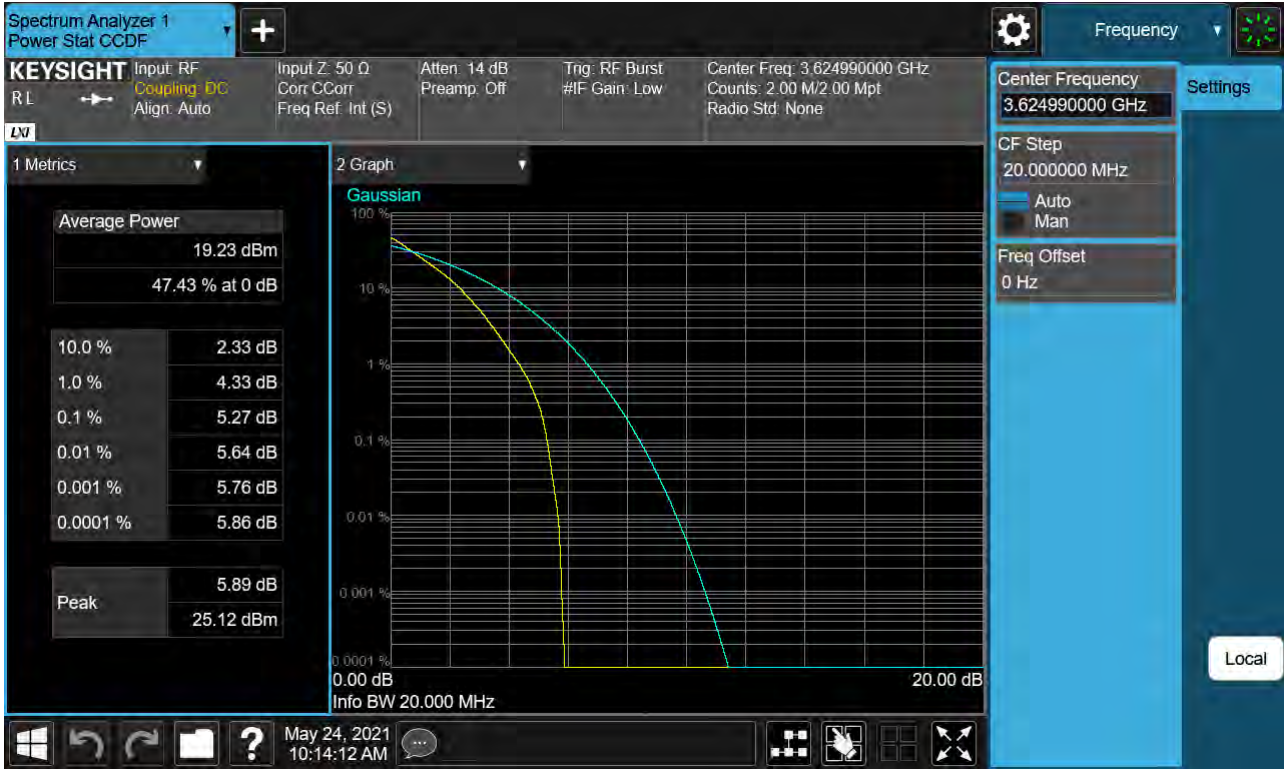 Spectrum Analyzer 1
Power Stat CCDF
Frequency
KEYSIGHT
R L
LXI
Input: RF
Coupling: DC
Align: Auto
Input Z: 50 Ω
Corr CCorr
Freq Ref: Int (S)
Atten: 14 dB
Preamp: Off
Trig: RF Burst
#IF Gain: Low
Center Freq: 3.624990000 GHz
Counts: 2.00 M/2.00 Mpt
Radio Std: None
Center Frequency
3.624990000 GHz
Settings
CF Step
20.000000 MHz
Auto
Man
Freq Offset
0 Hz
Local
1 Metrics
Average Power
19.23 dBm
47.43 % at 0 dB
10.0 % 2.33 dB
1.0 % 4.33 dB
0.1 % 5.27 dB
0.01 % 5.64 dB
0.001 % 5.76 dB
0.0001 % 5.86 dB
Peak
5.89 dB
25.12 dBm
2 Graph
Gaussian
100 %
10 %
1 %
0.1 %
0.01 %
0.001 %
0.0001 %
0.00 dB 20.00 dB
Info BW 20.000 MHz
?
May 24, 2021
10:14:12 AM